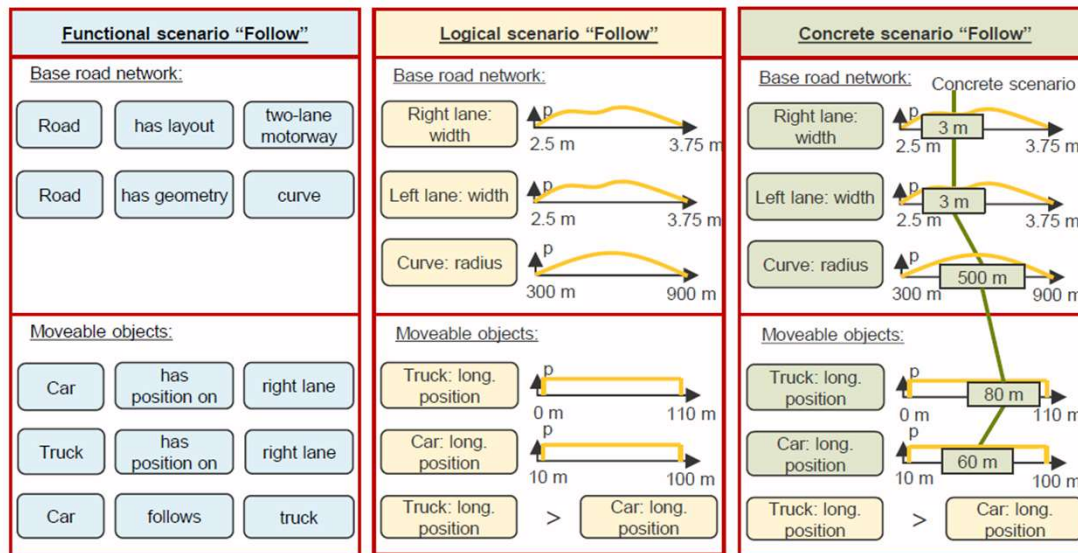 Functional scenario “Follow”
Base road network:
Road
has layout
two-lane
motorway
Road
has geometry
curve
Moveable objects:
Car
has
position on
right lane
Truck
has
position on
right lane
Car
follows
truck
Logical scenario “Follow”
Base road network:
Right lane:
width
p
2.5 m
3.75 m
Left lane: width
p
2.5 m
3.75 m
Curve: radius
p
300 m
900 m
Moveable objects:
Truck: long.
position
p
0 m
110 m
Car: long.
position
p
10 m
100 m
Truck: long.
position
>
Car: long.
position
Concrete scenario “Follow”
Base road network:
Concrete scenario
Right lane:
width
p
3 m
2.5 m
3.75 m
Left lane: width
p
3 m
2.5 m
3.75 m
Curve: radius
p
500 m
300 m
900 m
Moveable objects:
Truck: long.
position
p
80 m
0 m
110 m
Car: long.
position
p
60 m
10 m
100 m
Truck: long.
position
>
Car: long.
position